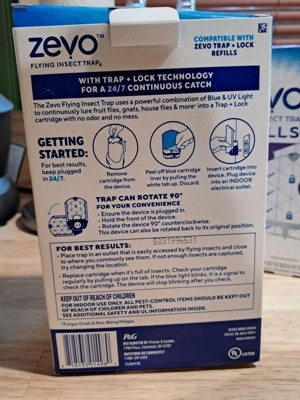 zevo™
FLYING INSECT TRAP
COMPATIBLE WITH
ZEVO TRAP + LOCK
REFILLS
WITH TRAP + LOCK TECHNOLOGY
FOR A 24/7 CONTINUOUS CATCH
The Zevo Flying Insect Trap uses a powerful combination of Blue & UV Light
to continuously lure fruit flies, gnats, house flies & more* into a Trap + Lock
cartridge with no odor and no mess.
GETTING
STARTED:
For best results,
keep plugged
in 24/7.
Remove
cartridge from
the device.
Peel off cartridge
liner by pulling the
white tab up. Discard.
Insert cartridge into
device. Plug device
into an INDOOR
electrical outlet.
TRAP CAN ROTATE 90°
FOR YOUR CONVENIENCE
- Ensure the device is plugged in.
- Hold the front of the device.
- Rotate the device 90° counterclockwise.
This device can also be rotated back to its original position.
FOR BEST RESULTS:
• Place trap in an outlet that is easily accessed by flying insects and close
to where you commonly see them. If not enough insects are captured,
try changing the location.
• Replace cartridge when it's full of insects. Check your cartridge
regularly by pulling up on the tab. If the blue light blinks, it is a signal to
check the cartridge. The device will stop blinking after you check.
KEEP OUT OF REACH OF CHILDREN
FOR INDOOR USE ONLY. ALL PEST-CONTROL ITEMS SHOULD BE KEPT OUT
OF REACH OF CHILDREN AND PETS.
SEE ADDITIONAL SAFETY AND UL INFORMATION INSIDE.
*Fungus Gnats & Non-Biting Midges
P&G
DISTRIBUTED BY: Procter & Gamble,
1 P&G Plaza, Cincinnati, OH 45202
QUESTIONS OR COMMENTS?
UL LISTED